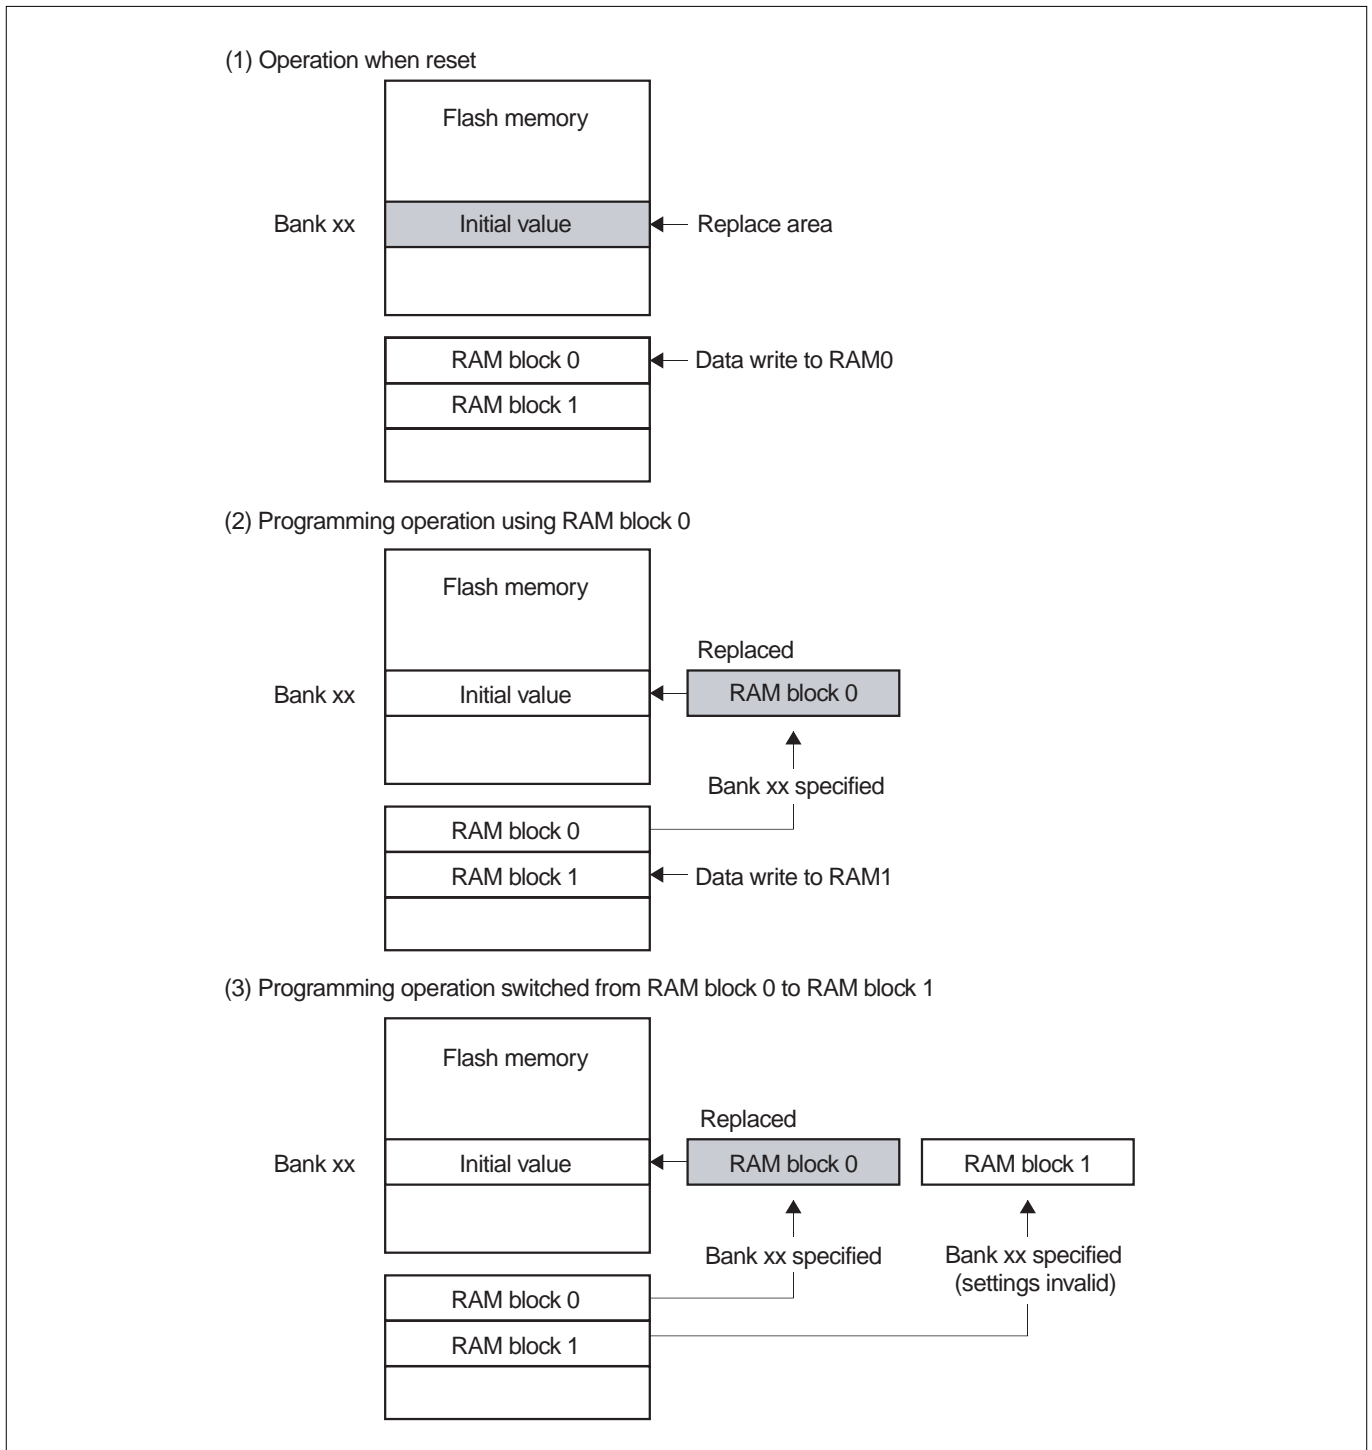 (1) Operation when reset
Flash memory
Bank xx
Initial value
Replace area
RAM block 0
Data write to RAM0
RAM block 1
(2) Programming operation using RAM block 0
Flash memory
Replaced
Bank xx
Initial value
RAM block 0
Bank xx specified
RAM block 0
RAM block 1
Data write to RAM1
(3) Programming operation switched from RAM block 0 to RAM block 1
Flash memory
Replaced
Bank xx
Initial value
RAM block 0
RAM block 1
Bank xx specified
Bank xx specified
(settings invalid)
RAM block 0
RAM block 1